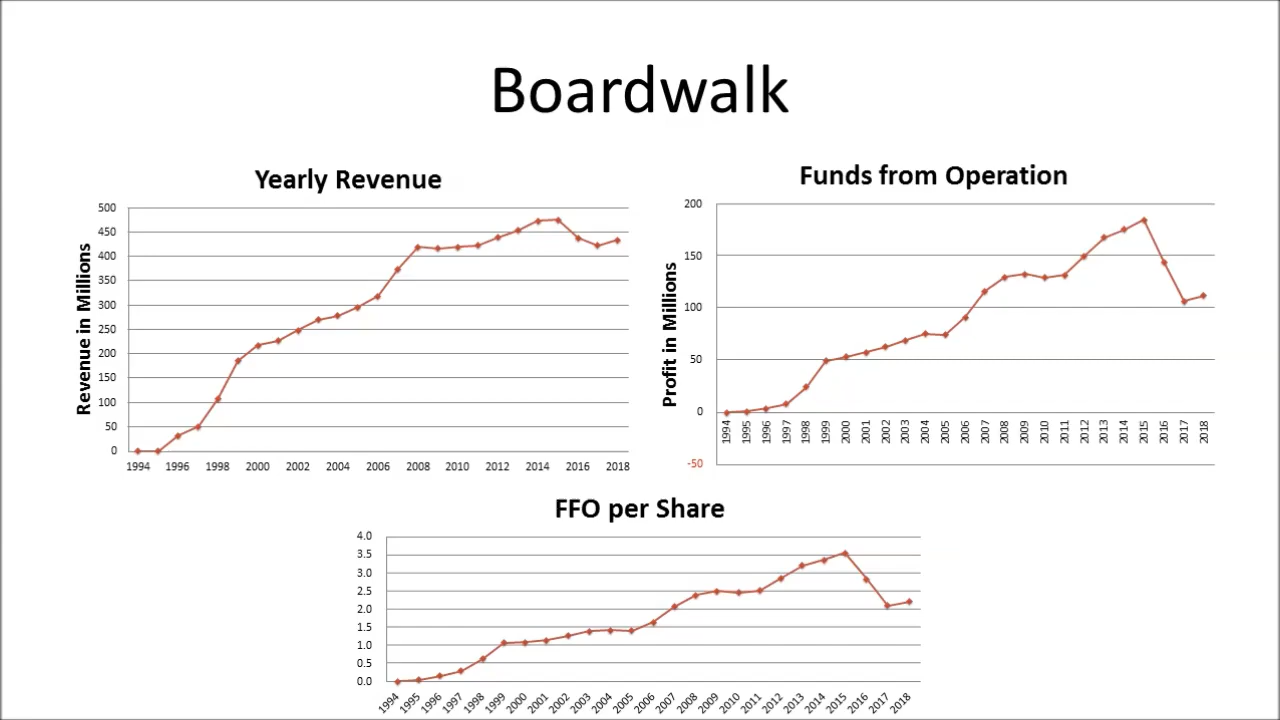 Boardwalk
Yearly Revenue
Revenue in Millions
500
450
400
350
300
250
200
150
100
50
0
1994 1996 1998 2000 2002 2004 2006 2008 2010 2012 2014 2016 2018
Funds from Operation
Profit in Millions
200
150
100
50
0
-50
1994 1995 1996 1997 1998 1999 2000 2001 2002 2003 2004 2005 2006 2007 2008 2009 2010 2011 2012 2013 2014 2015 2016 2017 2018
FFO per Share
4.0
3.5
3.0
2.5
2.0
1.5
1.0
0.5
0.0
1994 1995 1996 1997 1998 1999 2000 2001 2002 2003 2004 2005 2006 2007 2008 2009 2010 2011 2012 2013 2014 2015 2016 2017 2018